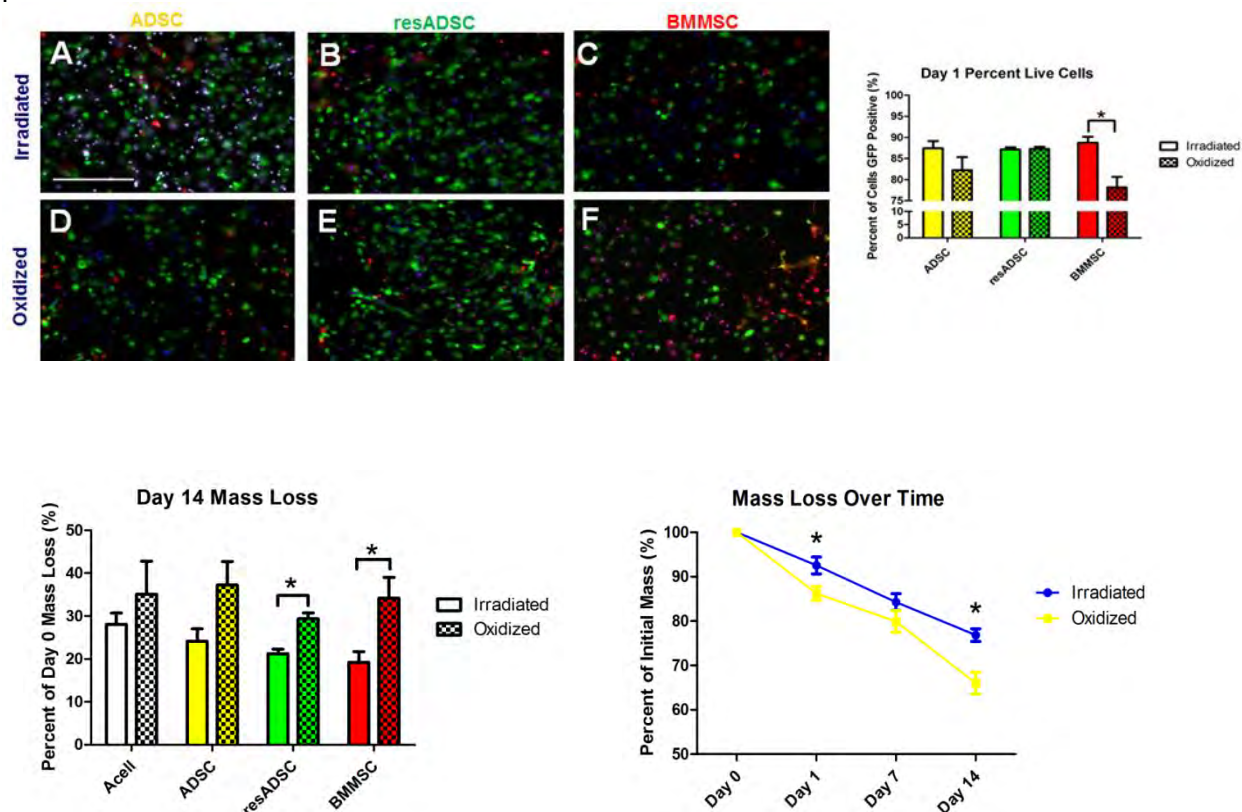 ADSC
resADSC
BMMSC
Irradiated
A
B
C
Oxidized
D
E
F
Day 1 Percent Live Cells
Percent of Cells GFP Positive (%)
100
95
90
85
80
75
10
5
0
*
ADSC
resADSC
BMMSC
Irradiated
Oxidized
Day 14 Mass Loss
Percent of Day 0 Mass Loss (%)
50
40
30
20
10
0
*
*
Acell
ADSC
resADSC
BMMSC
Irradiated
Oxidized
Mass Loss Over Time
Percent of Initial Mass (%)
100
90
80
70
60
50
*
*
Day 0
Day 1
Day 7
Day 14
Irradiated
Oxidized